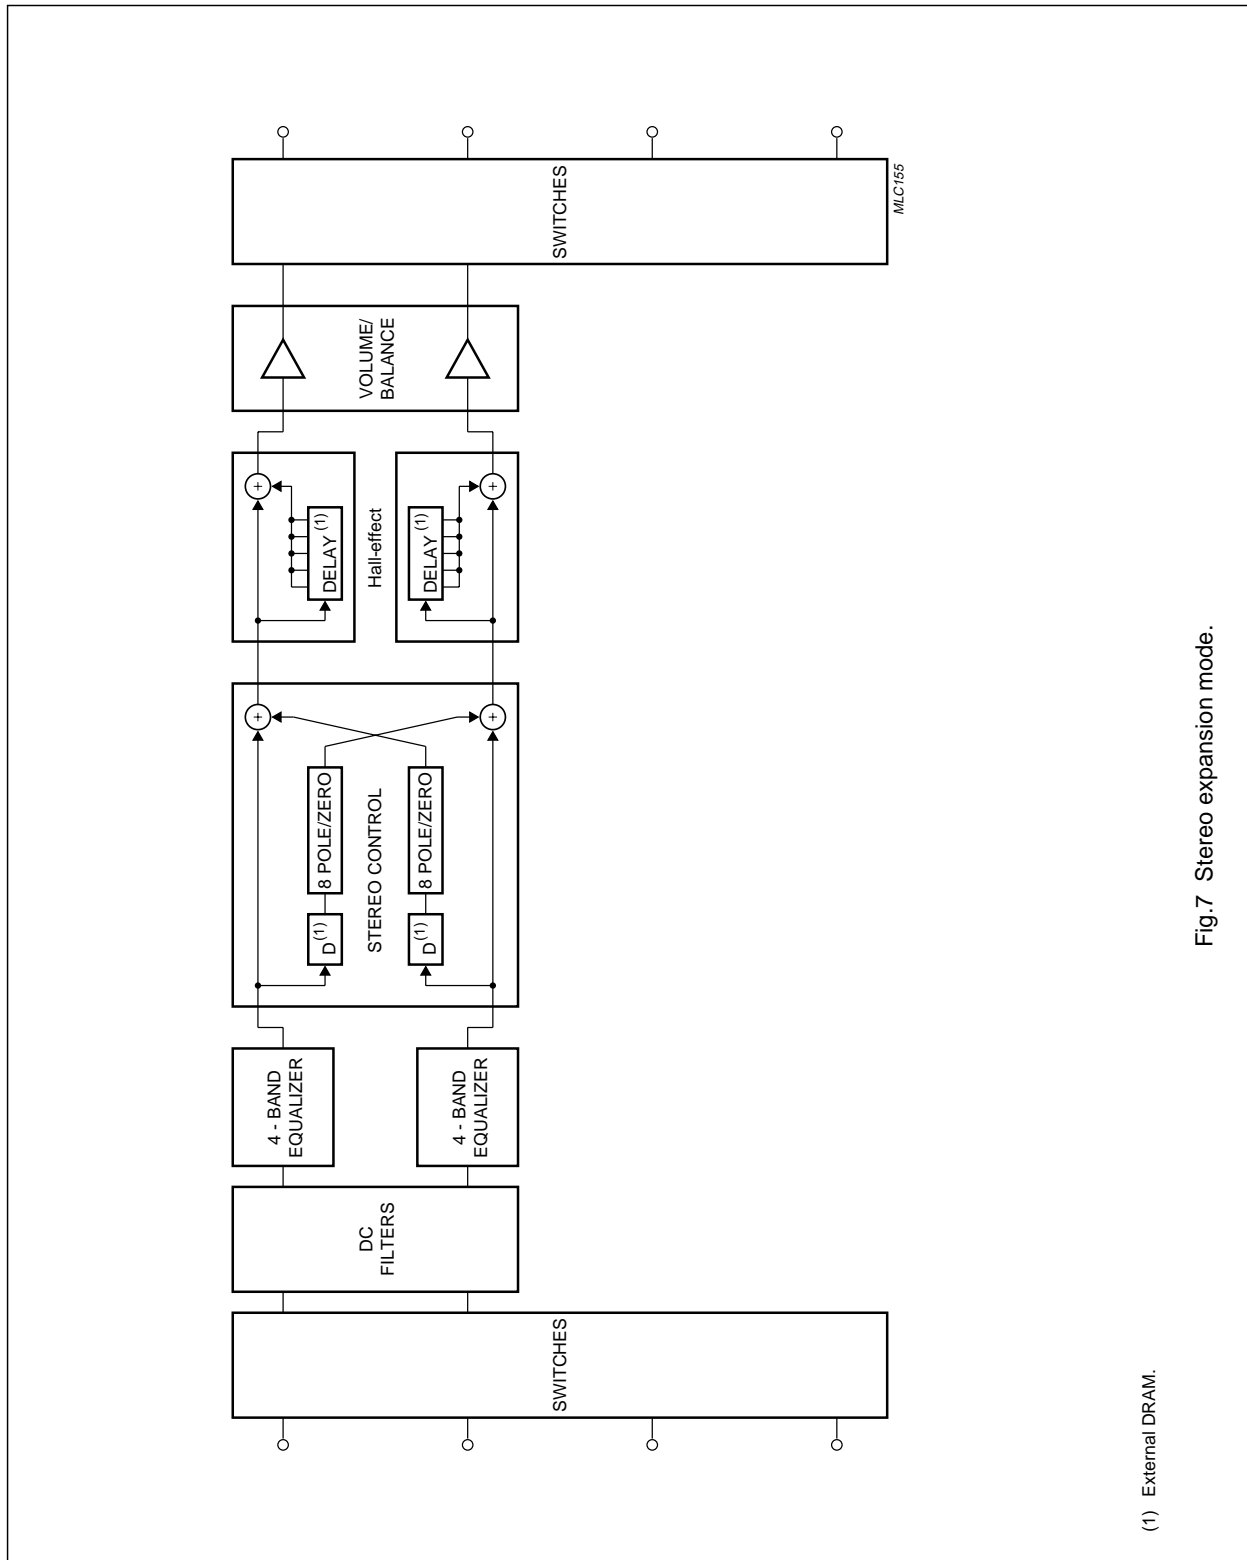 SWITCHES
DC
FILTERS
4 - BAND
EQUALIZER
4 - BAND
EQUALIZER
D(1)
8 POLE/ZERO
+
STEREO CONTROL
D(1)
8 POLE/ZERO
+
DELAY (1)
+
Hall-effect
DELAY (1)
+
VOLUME/
BALANCE
SWITCHES
MLC155
(1) External DRAM.
Fig.7 Stereo expansion mode.